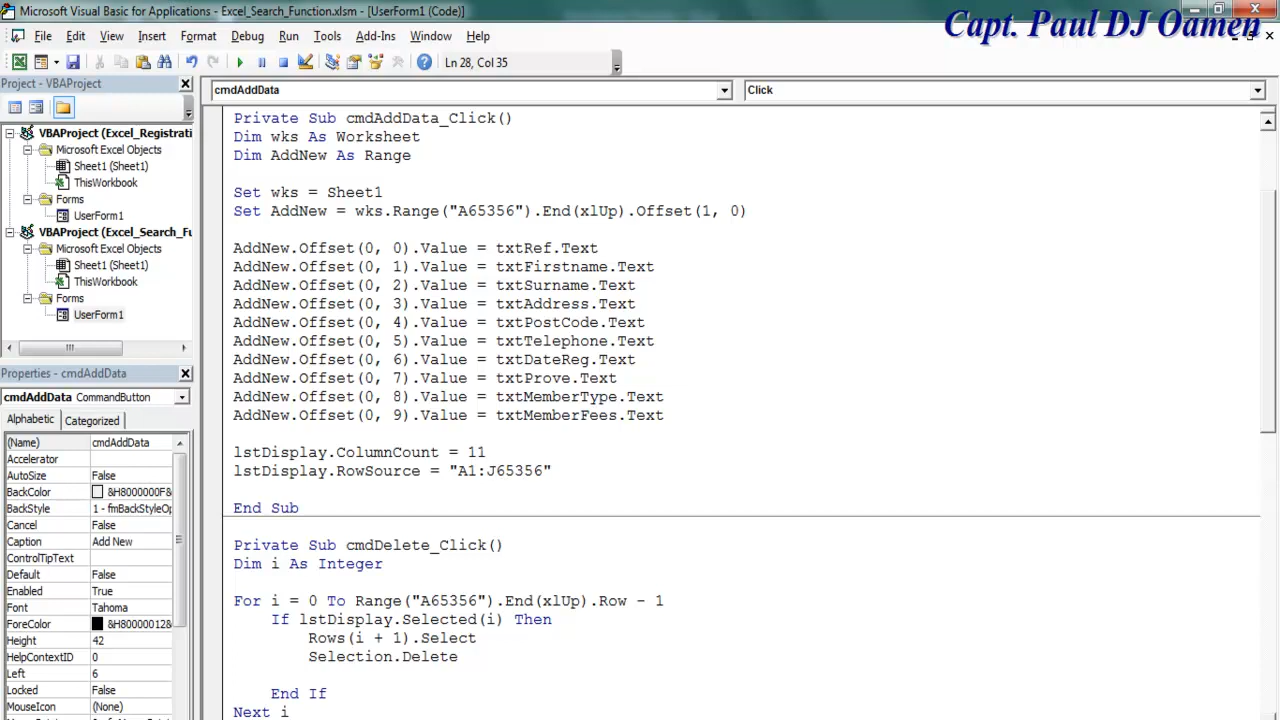 Microsoft Visual Basic for Applications - Excel_Search_Function.xlsm - [UserForm1 (Code)]
Capt. Paul DJ Oamen
File Edit View Insert Format Debug Run Tools Add-Ins Window Help
Ln 28, Col 35
Project - VBAProject
cmdAddData
Click
VBAProject (Excel_Registrati
Microsoft Excel Objects
Sheet1 (Sheet1)
ThisWorkbook
Forms
UserForm1
VBAProject (Excel_Search_Fu
Microsoft Excel Objects
Sheet1 (Sheet1)
ThisWorkbook
Forms
UserForm1
Properties - cmdAddData
cmdAddData CommandButton
Alphabetic Categorized
(Name) cmdAddData
Accelerator
AutoSize False
BackColor &H8000000F&
BackStyle 1 - fmBackStyleOp
Cancel False
Caption Add New
ControlTipText
Default False
Enabled True
Font Tahoma
ForeColor &H80000012&
Height 42
HelpContextID 0
Left 6
Locked False
MouseIcon (None)
Private Sub cmdAddData_Click()
Dim wks As Worksheet
Dim AddNew As Range
Set wks = Sheet1
Set AddNew = wks.Range("A65356").End(xlUp).Offset(1, 0)
AddNew.Offset(0, 0).Value = txtRef.Text
AddNew.Offset(0, 1).Value = txtFirstname.Text
AddNew.Offset(0, 2).Value = txtSurname.Text
AddNew.Offset(0, 3).Value = txtAddress.Text
AddNew.Offset(0, 4).Value = txtPostCode.Text
AddNew.Offset(0, 5).Value = txtTelephone.Text
AddNew.Offset(0, 6).Value = txtDateReg.Text
AddNew.Offset(0, 7).Value = txtProve.Text
AddNew.Offset(0, 8).Value = txtMemberType.Text
AddNew.Offset(0, 9).Value = txtMemberFees.Text
lstDisplay.ColumnCount = 11
lstDisplay.RowSource = "A1:J65356"
End Sub
Private Sub cmdDelete_Click()
Dim i As Integer
For i = 0 To Range("A65356").End(xlUp).Row - 1
If lstDisplay.Selected(i) Then
Rows(i + 1).Select
Selection.Delete
End If
Next i